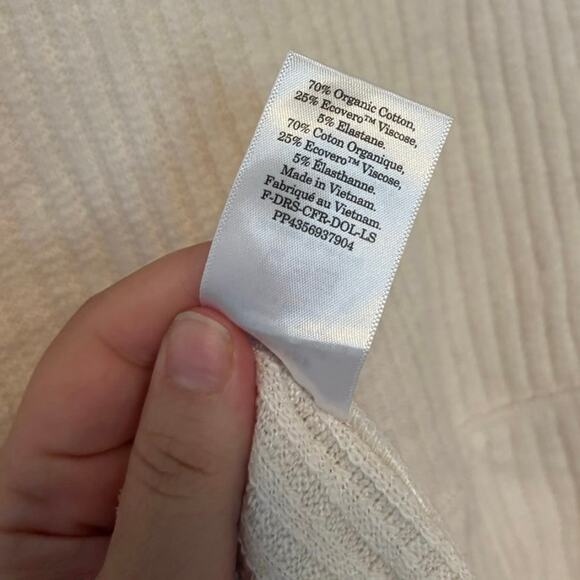 70% Organic Cotton,
25% Ecovero™ Viscose,
5% Elastane.
70% Coton Organique,
25% Ecovero™ Viscose,
5% Élasthanne.
Made in Vietnam.
Fabriqué au Vietnam.
F-DRS-CFR-DOL-LS
PP4356937904